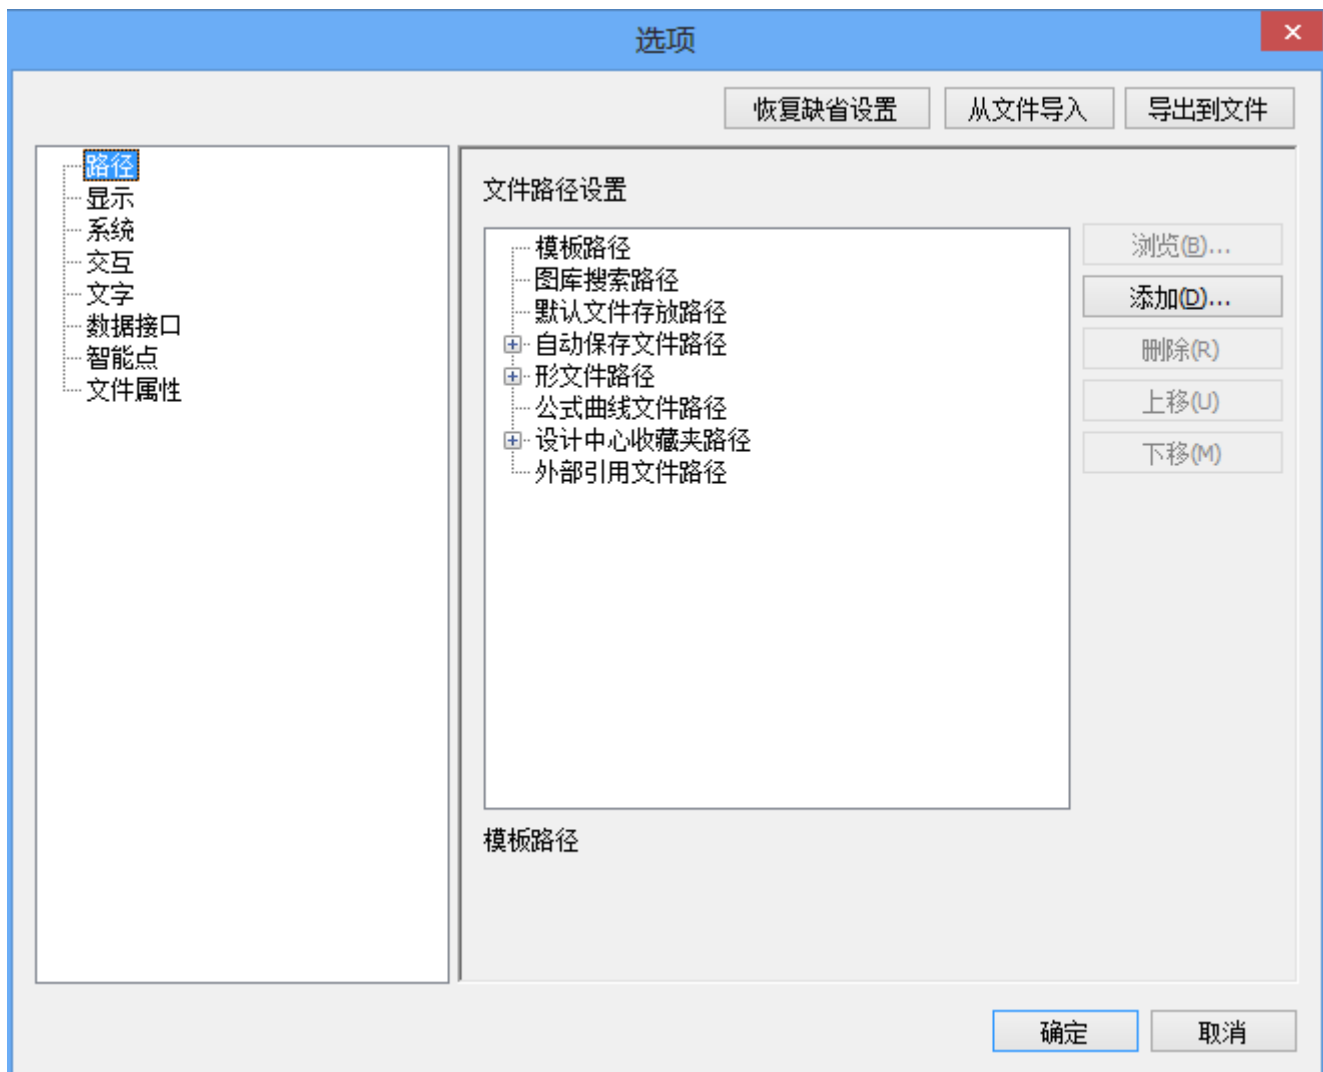 选项
恢复缺省设置 从文件导入 导出到文件
路径
显示
系统
交互
文字
数据接口
智能点
文件属性
文件路径设置
模板路径
图库搜索路径
默认文件存放路径
自动保存文件路径
形文件路径
公式曲线文件路径
设计中心收藏夹路径
外部引用文件路径
浏览(B)...
添加(D)...
删除(R)
上移(U)
下移(M)
模板路径
确定 取消